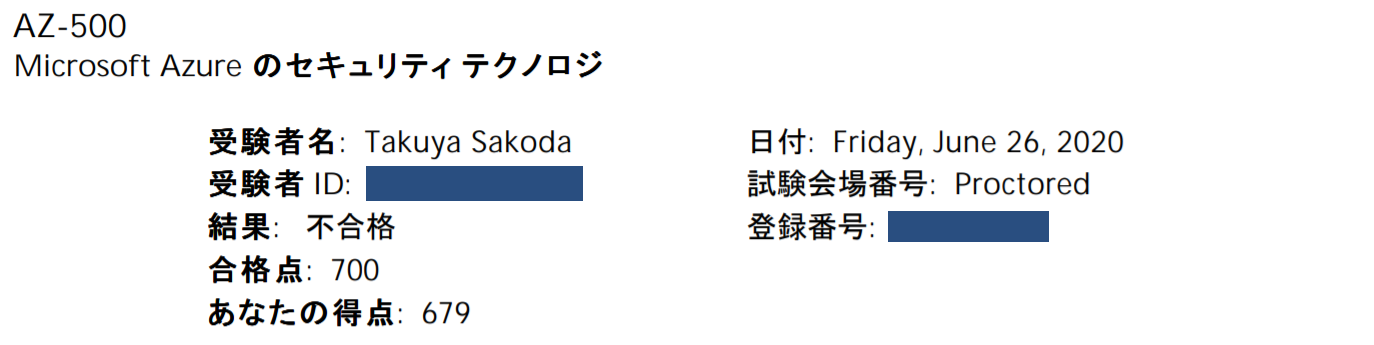 AZ-500
Microsoft Azure のセキュリティ テクノロジ
受験者名: Takuya Sakoda
受験者 ID:
結果: 不合格
合格点: 700
あなたの得点: 679
日付: Friday, June 26, 2020
試験会場番号: Proctored
登録番号: